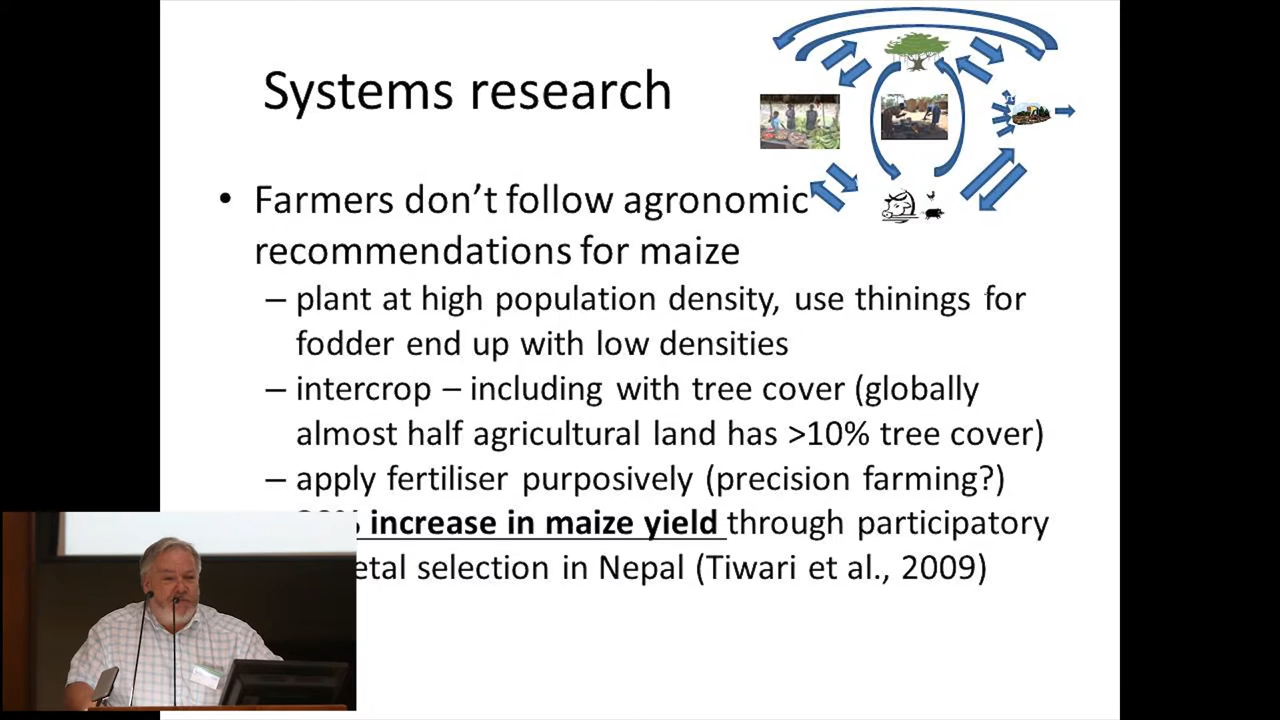 Systems research
• Farmers don't follow agronomic
recommendations for maize
– plant at high population density, use thinings for
fodder end up with low densities
– intercrop – including with tree cover (globally
almost half agricultural land has >10% tree cover)
– apply fertiliser purposively (precision farming?)
increase in maize yield through participatory
selection in Nepal (Tiwari et al., 2009)